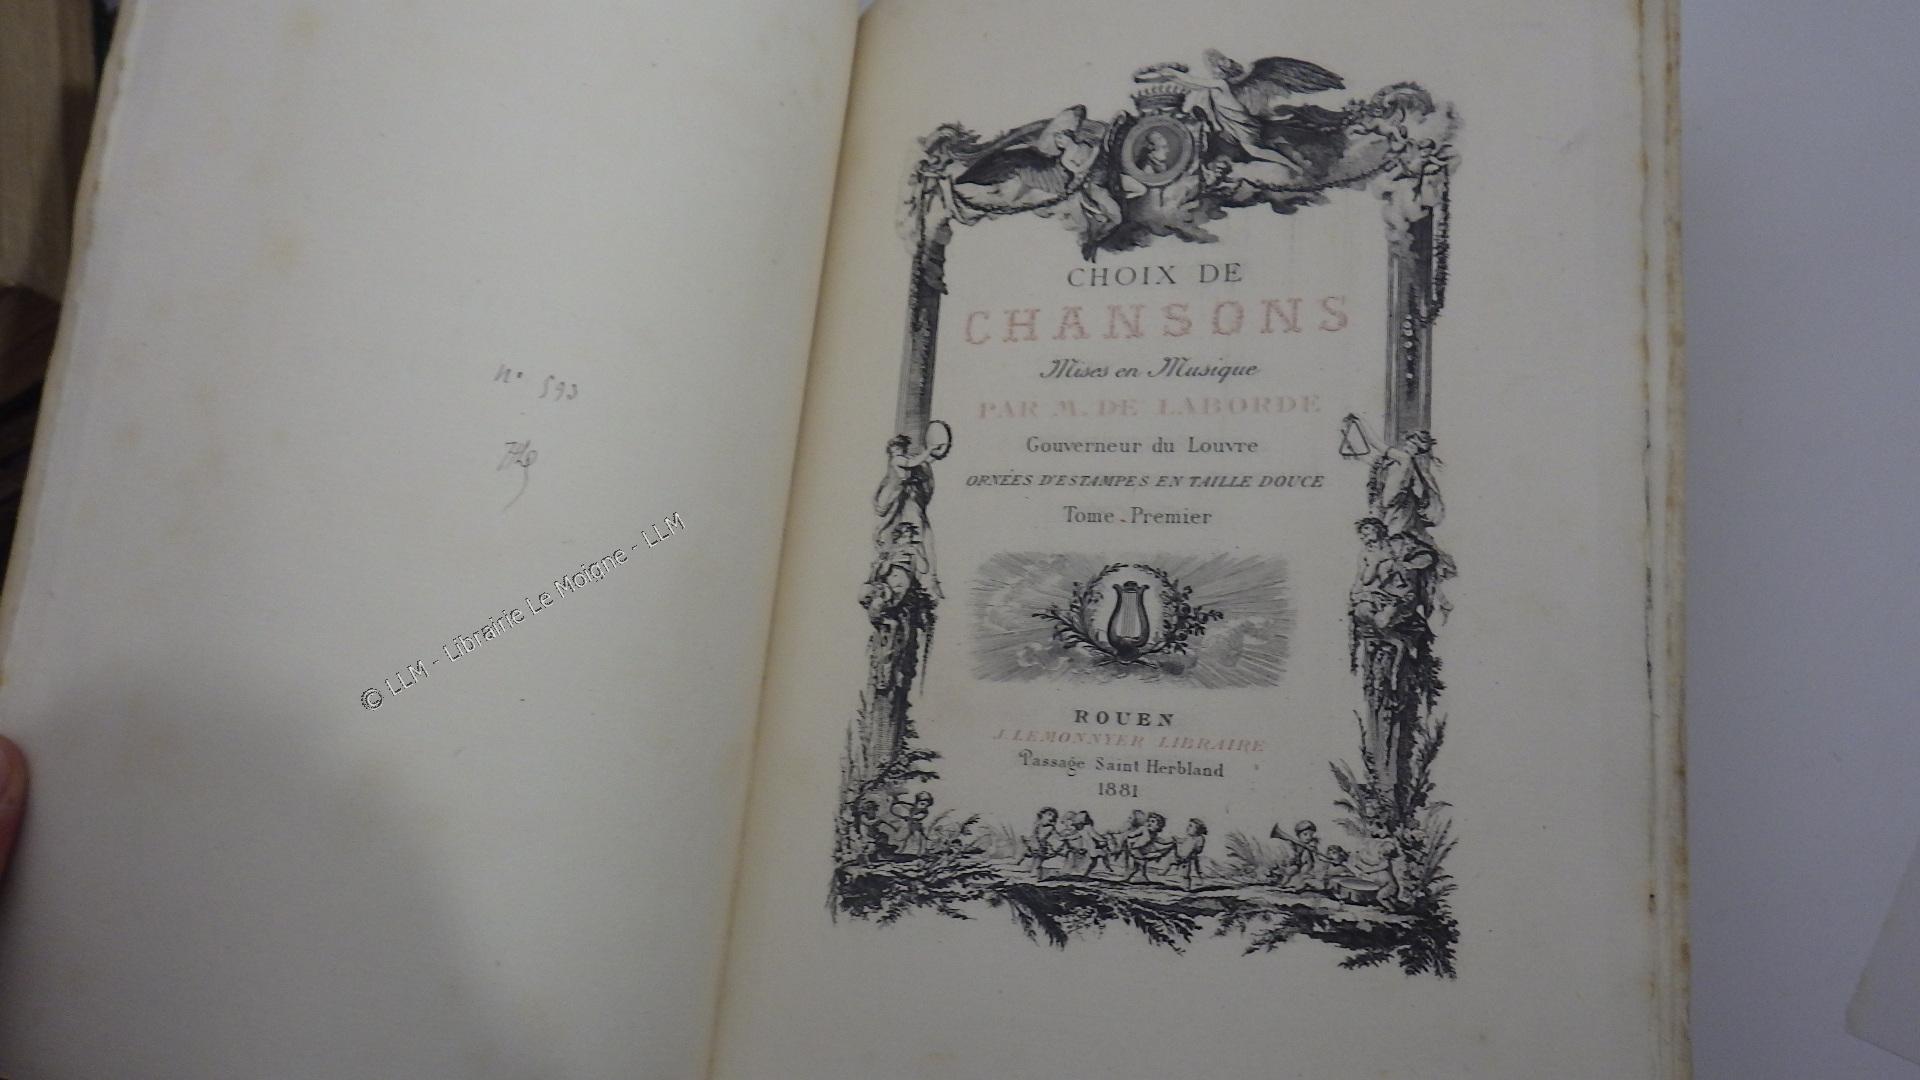 n° 593
© LLM - Librairie Le Moigne - LLM
CHOIX DE
CHANSONS
Mises en Musique
PAR M. DE LABORDE
Gouverneur du Louvre
ORNÉES D'ESTAMPES EN TAILLE DOUCE
Tome Premier
ROUEN
J. LEMONNYER LIBRAIRE
Passage Saint Herbland
1881